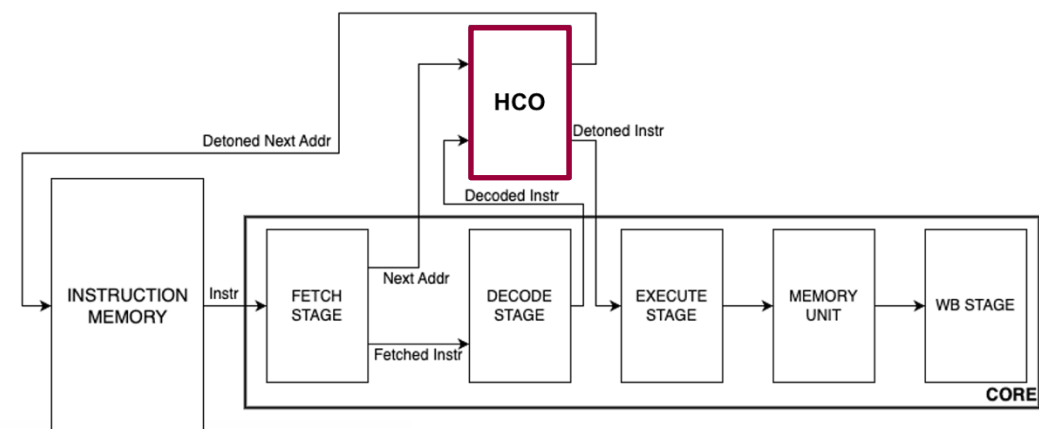 HCO
Detoned Next Addr
Detoned Instr
Decoded Instr
Next Addr
INSTRUCTION
MEMORY
Instr
FETCH
STAGE
Fetched Instr
DECODE
STAGE
EXECUTE
STAGE
MEMORY
UNIT
WB STAGE
CORE